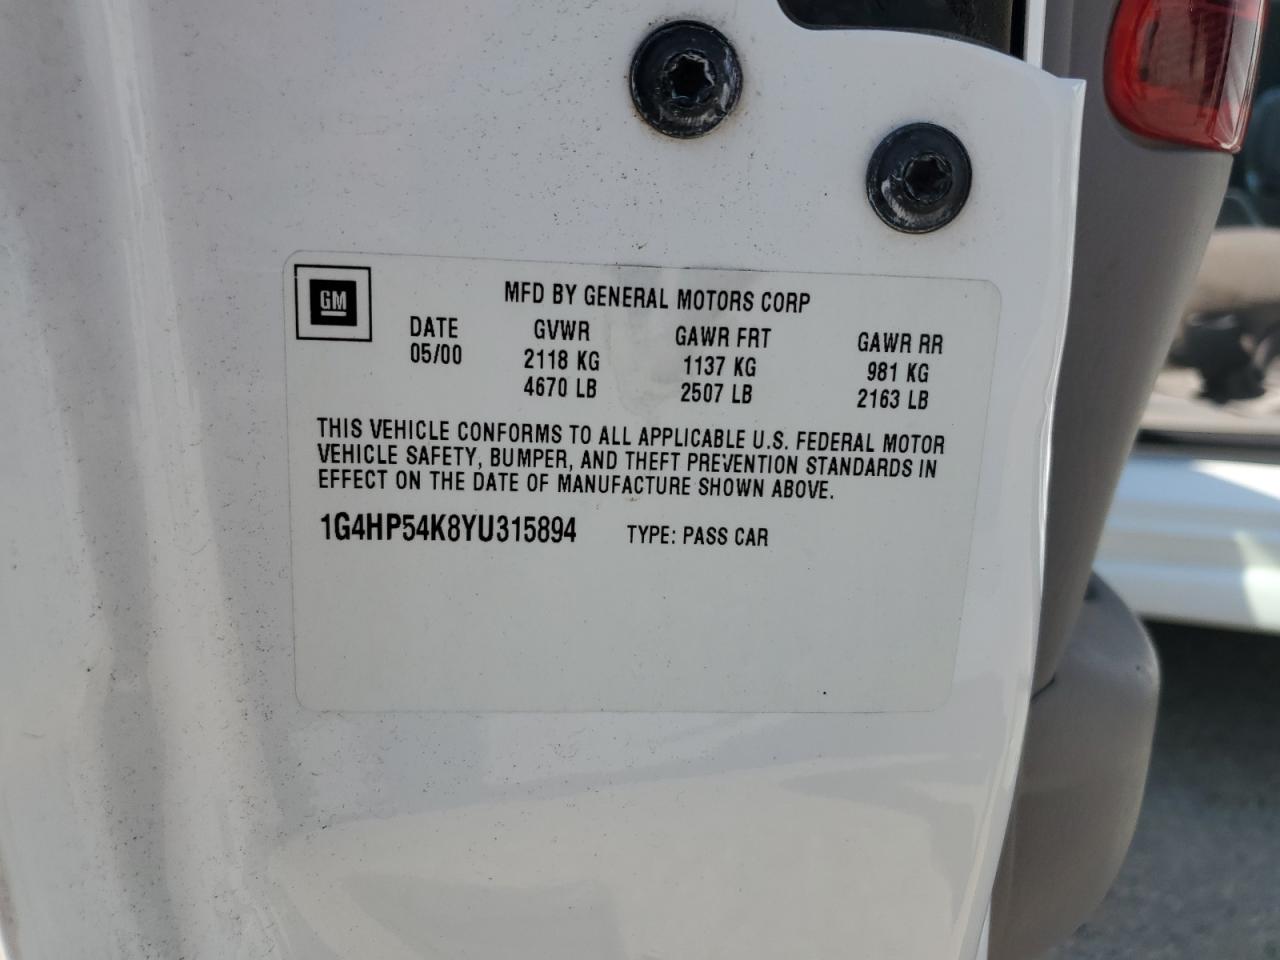 GM
MFD BY GENERAL MOTORS CORP
DATE GVWR GAWR FRT GAWR RR
05/00 2118 KG 1137 KG 981 KG
4670 LB 2507 LB 2163 LB
THIS VEHICLE CONFORMS TO ALL APPLICABLE U.S. FEDERAL MOTOR
VEHICLE SAFETY, BUMPER, AND THEFT PREVENTION STANDARDS IN
EFFECT ON THE DATE OF MANUFACTURE SHOWN ABOVE.
1G4HP54K8YU315894 TYPE: PASS CAR